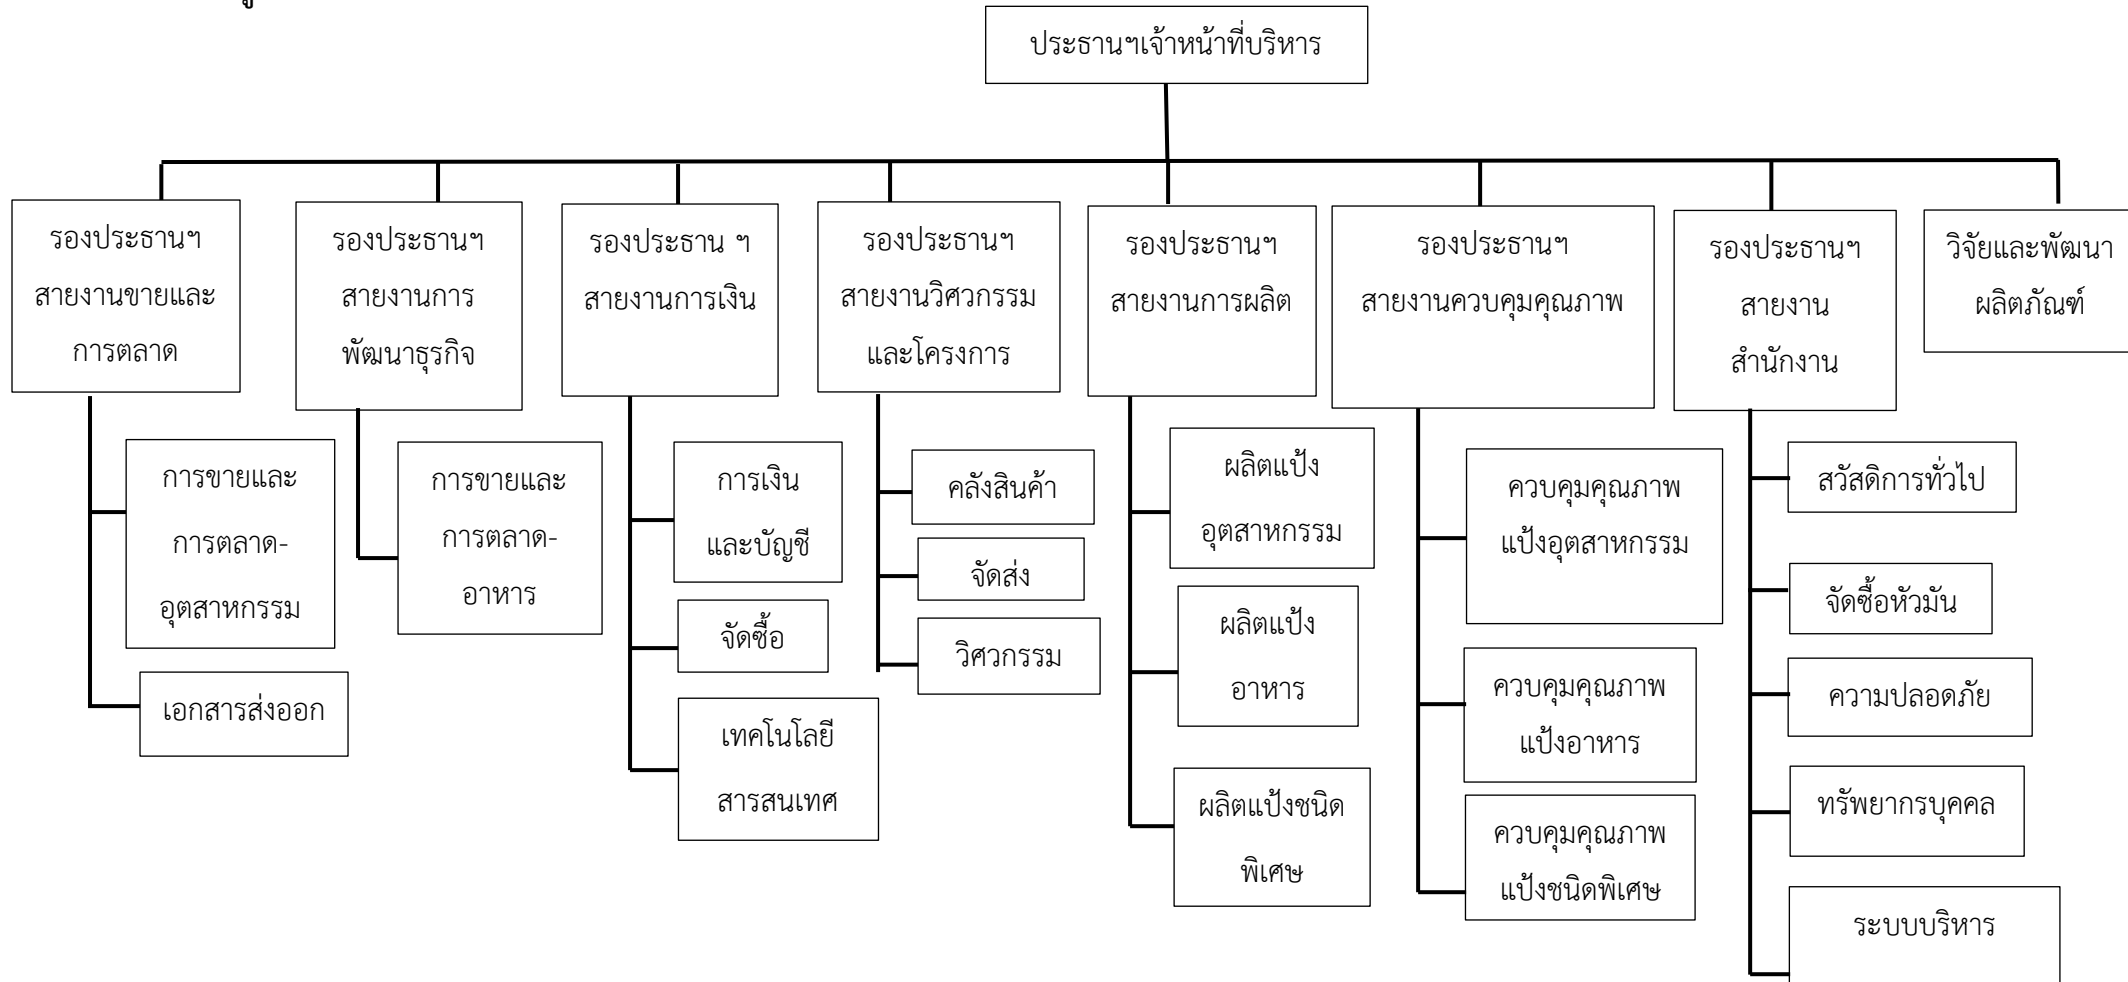 ประธานฯเจ้าหน้าที่บริหาร
รองประธานฯ
สายงานขายและ
การตลาด
รองประธานฯ
สายงานการ
พัฒนาธุรกิจ
รองประธาน ฯ
สายงานการเงิน
รองประธานฯ
สายงานวิศวกรรม
และโครงการ
รองประธานฯ
สายงานการผลิต
รองประธานฯ
สายงานควบคุมคุณภาพ
รองประธานฯ
สายงาน
สำนักงาน
วิจัยและพัฒนา
ผลิตภัณฑ์
การขายและ
การตลาด-
อุตสาหกรรม
เอกสารส่งออก
การขายและ
การตลาด-
อาหาร
การเงิน
และบัญชี
จัดซื้อ
เทคโนโลยี
สารสนเทศ
คลังสินค้า
จัดส่ง
วิศวกรรม
ผลิตแป้ง
อุตสาหกรรม
ผลิตแป้ง
อาหาร
ผลิตแป้งชนิด
พิเศษ
ควบคุมคุณภาพ
แป้งอุตสาหกรรม
ควบคุมคุณภาพ
แป้งอาหาร
ควบคุมคุณภาพ
แป้งชนิดพิเศษ
สวัสดิการทั่วไป
จัดซื้อหัวมัน
ความปลอดภัย
ทรัพยากรบุคคล
ระบบบริหาร